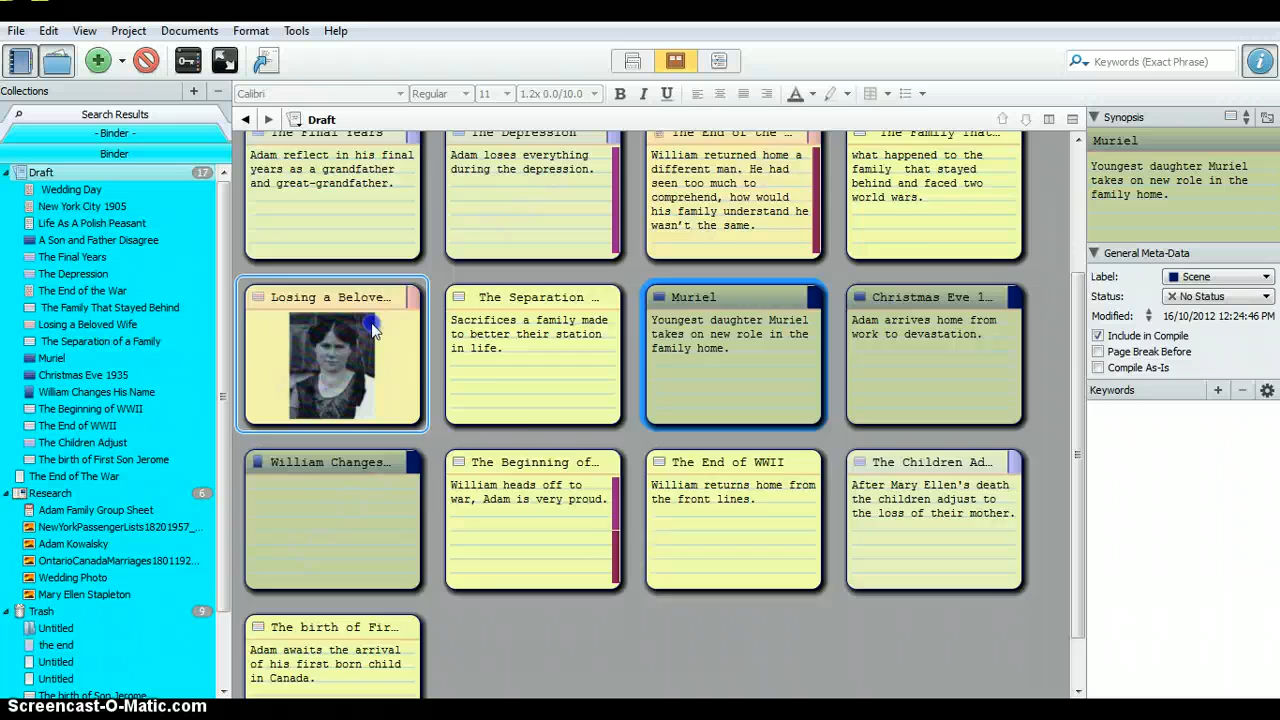 File Edit View Project Documents Format Tools Help
Keywords (Exact Phrase)
Collections
Calibri Regular 11 1.2x 0.0/10.0 B I U A
Search Results
- Binder -
Binder
Draft 17
Wedding Day
New York City 1905
Life As A Polish Peasant
A Son and Father Disagree
The Final Years
The Depression
The End of the War
The Family That Stayed Behind
Losing a Beloved Wife
The Separation of a Family
Muriel
Christmas Eve 1935
William Changes His Name
The Beginning of WWII
The End of WWII
The Children Adjust
The birth of First Son Jerome
The End of The War
Research 6
Adam Family Group Sheet
NewYorkPassengerLists18201957_...
Adam Kowalsky
OntarioCanadaMarriages1801192...
Wedding Photo
Mary Ellen Stapleton
Trash 9
Untitled
the end
Untitled
Untitled
The birth of Son Jerome
Draft
The Final Years
Adam reflect in his final
years as a grandfather
and great-grandfather.
The Depression
Adam loses everything
during the depression.
The End of the ...
William returned home a
different man. He had
seen too much to
comprehend, how would
his family understand he
wasn't the same.
The Family That...
what happened to the
family that stayed
behind and faced two
world wars.
Losing a Belove...
The Separation ...
Sacrifices a family made
to better their station
in life.
Muriel
Youngest daughter Muriel
takes on new role in the
family home.
Christmas Eve 1...
Adam arrives home from
work to devastation.
William Changes...
The Beginning of...
William heads off to
war, Adam is very proud.
The End of WWII
William returns home from
the front lines.
The Children Ad...
After Mary Ellen's death
the children adjust to
the loss of their mother.
The birth of Fir...
Adam awaits the arrival
of his first born child
in Canada.
Synopsis
Muriel
Youngest daughter Muriel
takes on new role in the
family home.
General Meta-Data
Label: Scene
Status: No Status
Modified: 16/10/2012 12:24:46 PM
Include in Compile
Page Break Before
Compile As-Is
Keywords
Screencast-O-Matic.com